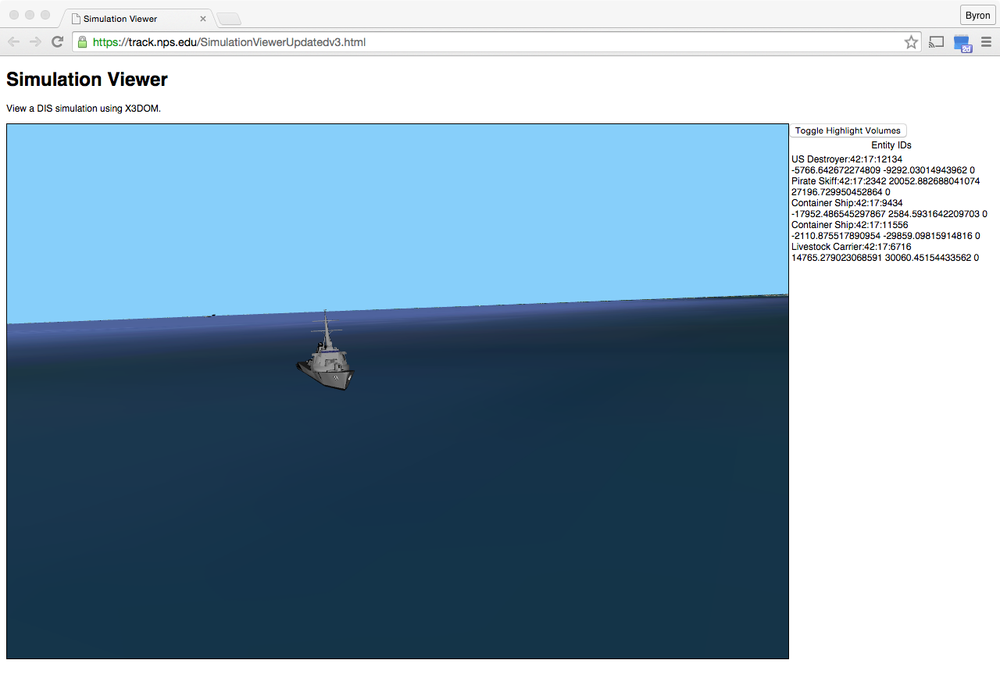 Simulation Viewer
Byron
https://track.nps.edu/SimulationViewerUpdatedv3.html
2d
Simulation Viewer
View a DIS simulation using X3DOM.
Toggle Highlight Volumes
Entity IDs
US Destroyer:42:17:12134
-5766.642672274809 -9292.03014943962 0
Pirate Skiff:42:17:2342 20052.882688041074
27196.729950452864 0
Container Ship:42:17:9434
-17952.486545297867 2584.5931642209703 0
Container Ship:42:17:11556
-2110.875517890954 -29859.09815914816 0
Livestock Carrier:42:17:6716
14765.279023068591 30060.45154433562 0